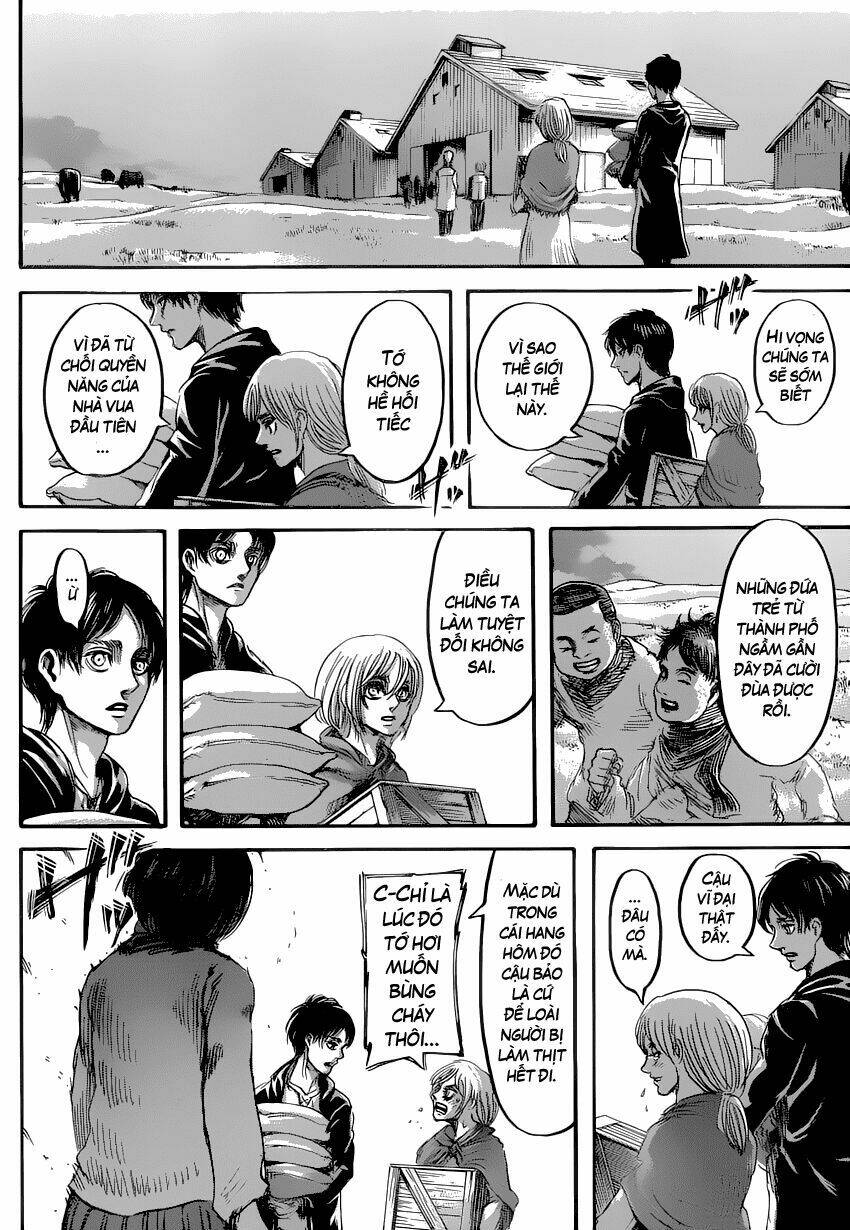 HI VỌNG
CHÚNG TA
SẼ SỚM
BIẾT
VÌ SAO
THẾ GIỚI
LẠI THẾ
NÀY.
TỚ
KHÔNG
HỀ HỐI
TIẾC
VÌ ĐÃ TỪ
CHỐI QUYỀN
NĂNG CỦA
NHÀ VUA
ĐẦU TIÊN
...
NHỮNG ĐỨA
TRẺ TỪ
THÀNH PHỐ
NGẦM GẦN
ĐÂY ĐÃ CƯỜI
ĐÙA ĐƯỢC
RỒI.
ĐIỀU
CHÚNG TA
LÀM TUYỆT
ĐỐI KHÔNG
SAI.
...
Ừ
CẬU
VĨ ĐẠI
THẬT
ĐẤY.
...
ĐÂU
CÓ
MÀ.
MẶC DÙ
TRONG
CÁI HANG
HÔM ĐÓ
CẬU BẢO
LÀ CỨ
ĐỂ LOÀI
NGƯỜI BỊ
LÀM THỊT
HẾT ĐI.
C-CHỈ LÀ
LÚC ĐÓ
TỚ HƠI
MUỐN
BÙNG
CHÁY
THÔI...